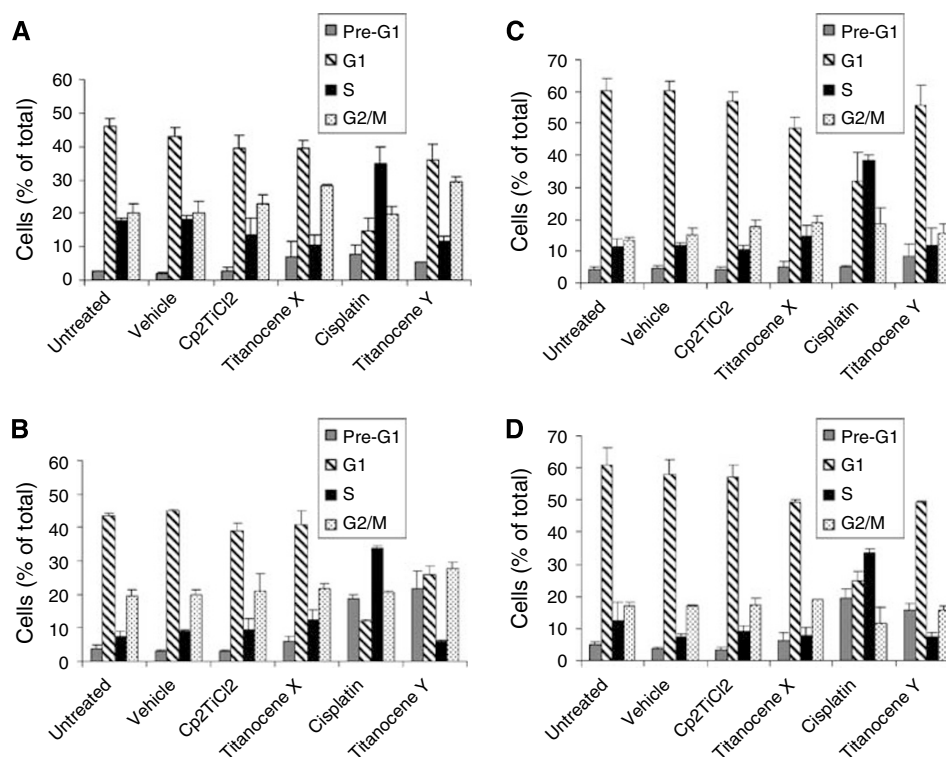 A
Pre-G1
G1
S
G2/M
60
50
40
30
20
10
0
Cells (% of total)
Untreated
Vehicle
Cp2TiCl2
Titanocene X
Cisplatin
Titanocene Y
C
Pre-G1
G1
S
G2/M
70
60
50
40
30
20
10
0
Cells (% of total)
Untreated
Vehicle
Cp2TiCl2
Titanocene X
Cisplatin
Titanocene Y
B
Pre-G1
G1
S
G2/M
60
50
40
30
20
10
0
Cells (% of total)
Untreated
Vehicle
Cp2TiCl2
Titanocene X
Cisplatin
Titanocene Y
D
Pre-G1
G1
S
G2/M
70
60
50
40
30
20
10
0
Cells (% of total)
Untreated
Vehicle
Cp2TiCl2
Titanocene X
Cisplatin
Titanocene Y